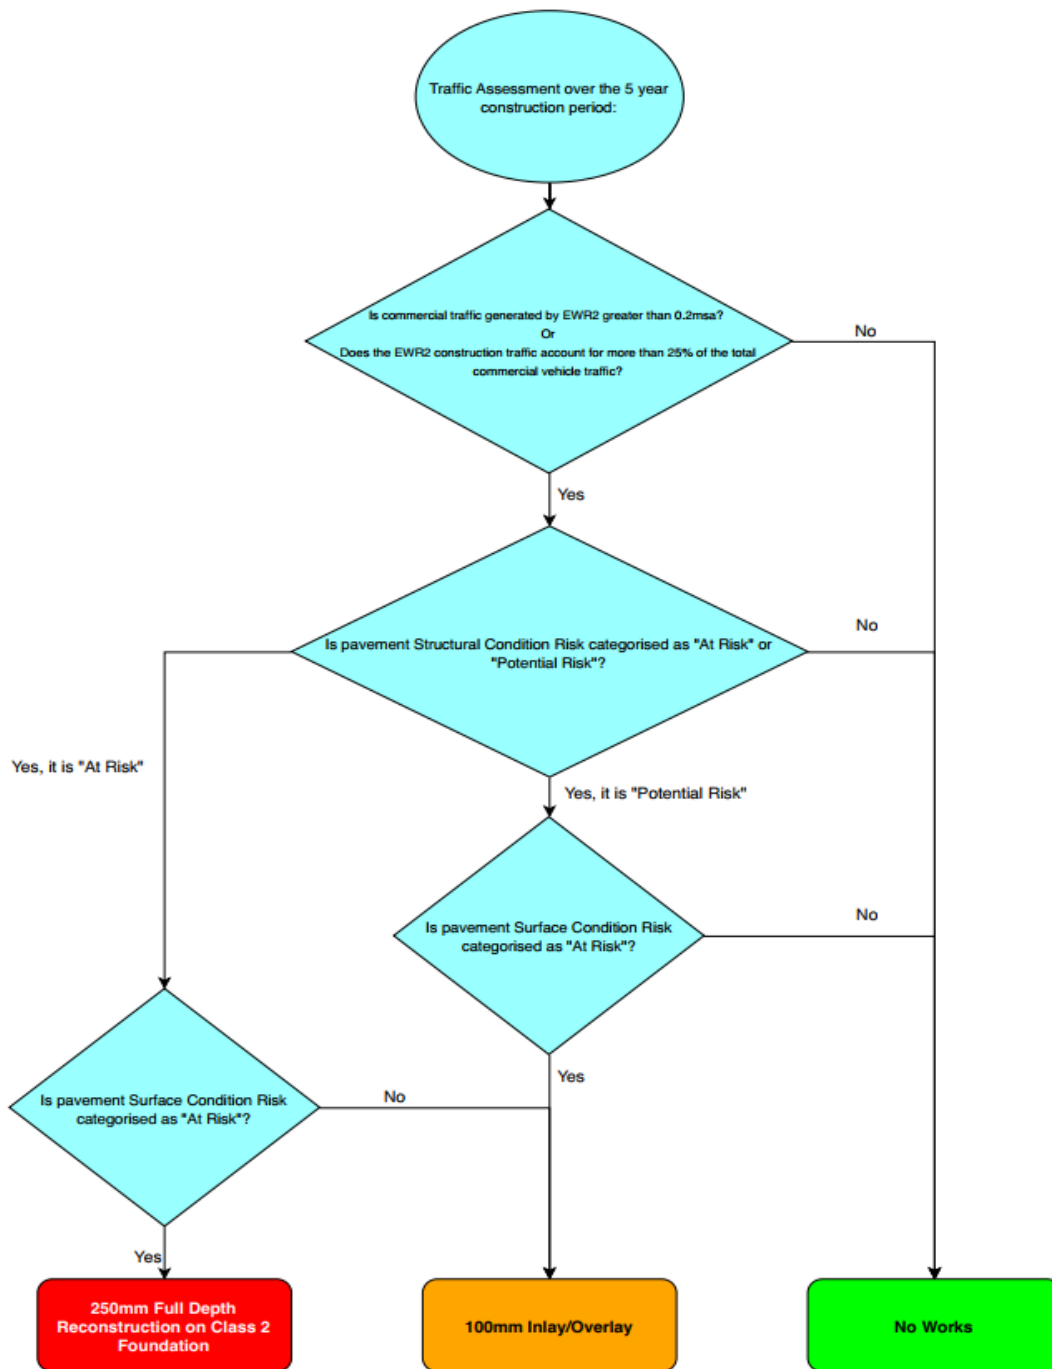 Traffic Assessment over the 5 year
construction period:
Is commercial traffic generated by EWR2 greater than 0.2msa?
Or
Does the EWR2 construction traffic account for more than 25% of the total
commercial vehicle traffic?
No
Yes
Is pavement Structural Condition Risk categorised as "At Risk" or
"Potential Risk"?
No
Yes, it is "At Risk"
Yes, it is "Potential Risk"
Is pavement Surface Condition Risk
categorised as "At Risk"?
No
Is pavement Surface Condition Risk
categorised as "At Risk"?
No
Yes
Yes
250mm Full Depth
Reconstruction on Class 2
Foundation
100mm Inlay/Overlay
No Works